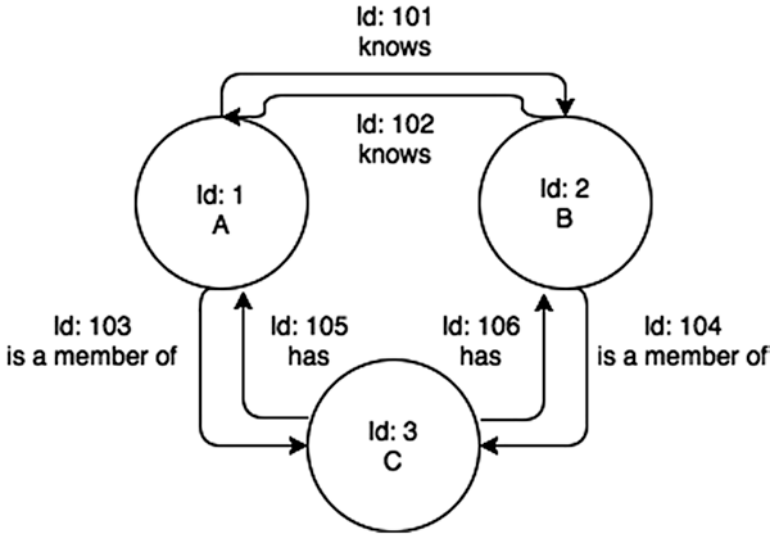 Id: 101
knows
Id: 102
knows
Id: 1
A
Id: 2
B
Id: 103
is a member of
Id: 105
has
Id: 106
has
Id: 104
is a member of
Id: 3
C